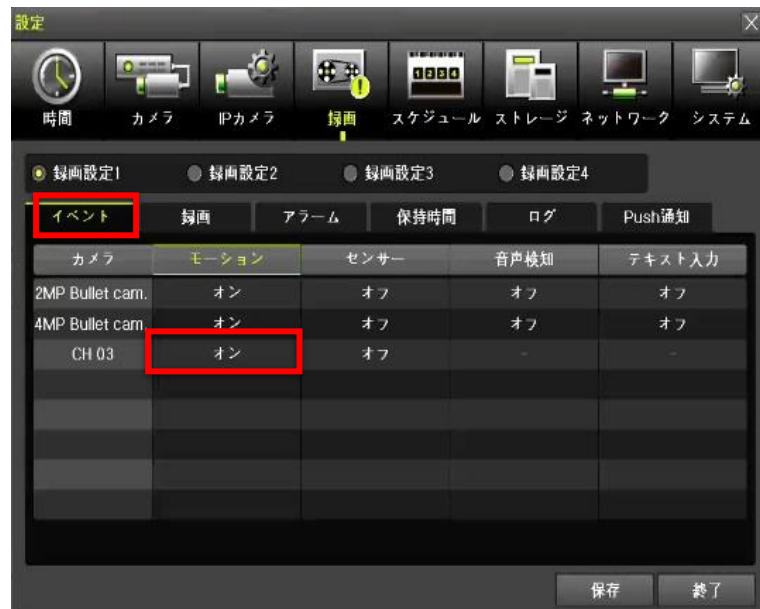 設定
時間 カメラ IPカメラ 録画 スケジュール ストレージ ネットワーク システム
録画設定1 録画設定2 録画設定3 録画設定4
イベント 録画 アラーム 保持時間 ログ Push通知
カメラ モーション センサー 音声検知 テキスト入力
2MP Bullet cam. オン オフ オフ オフ
4MP Bullet cam. オン オフ オフ オフ
CH 03 オン オフ - -
保存 終了